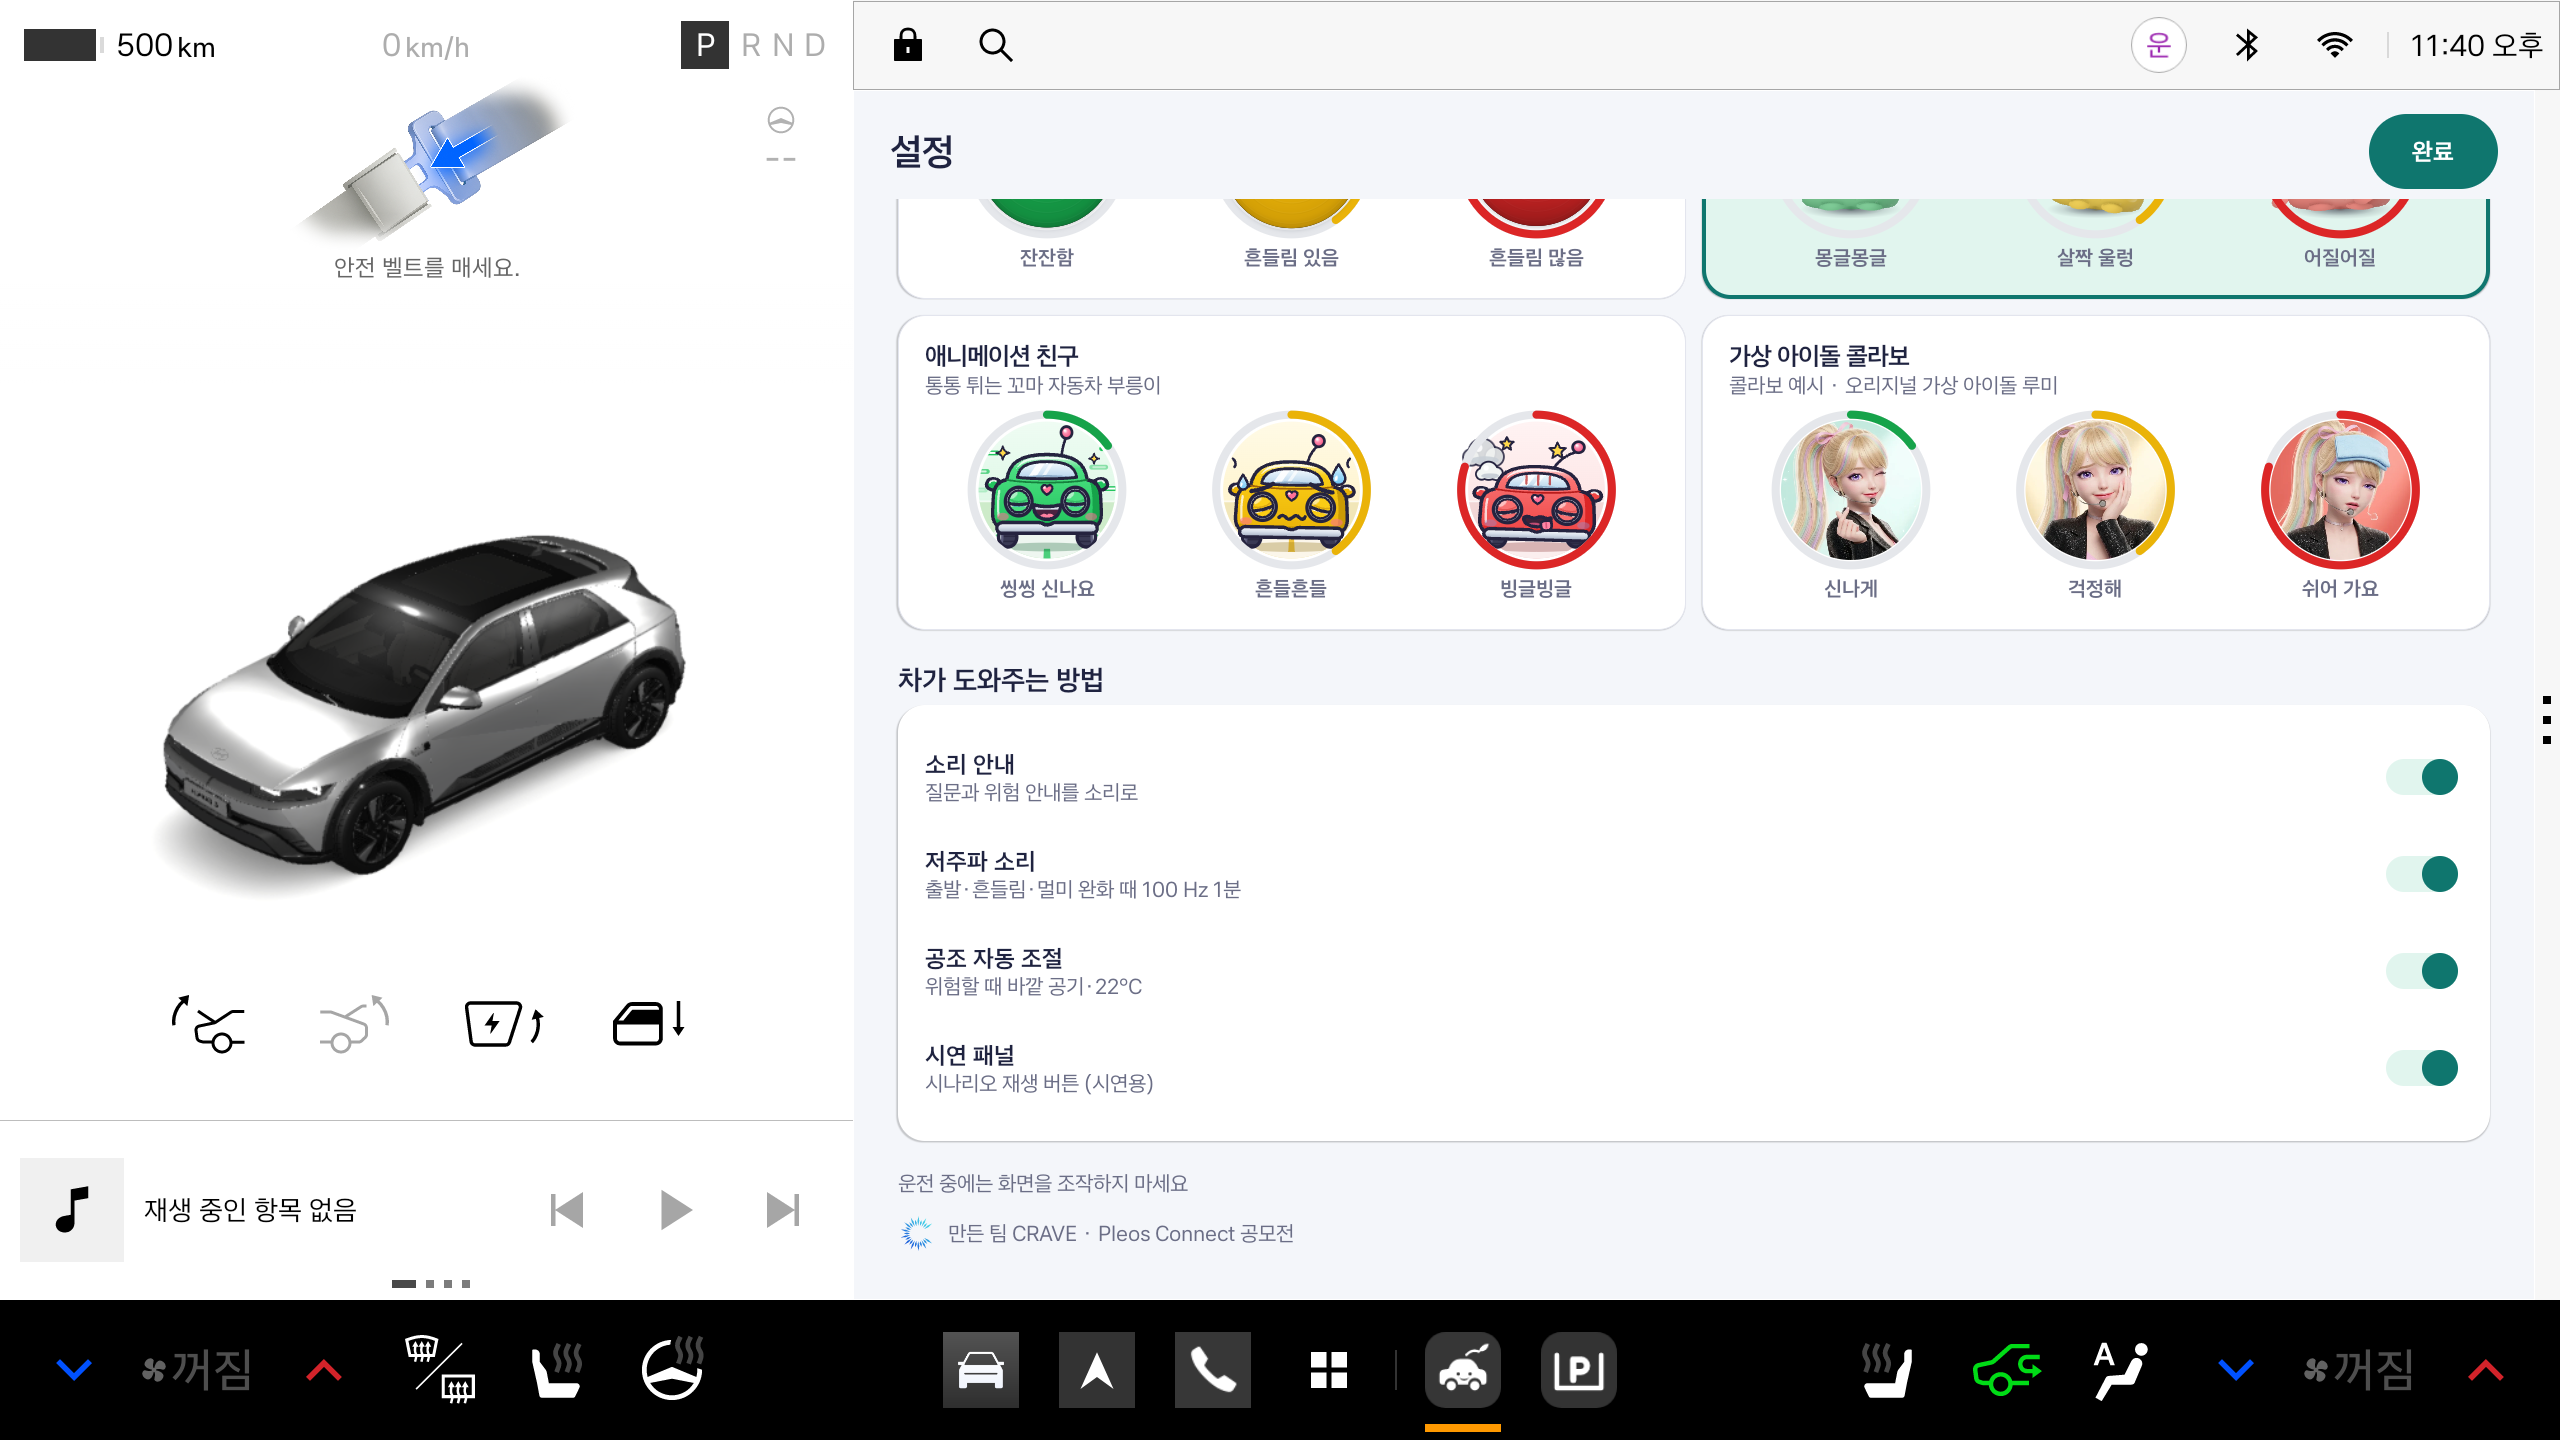 500 km
0 km/h
P R N D
운
11:40 오후
안전 벨트를 매세요.
설정
완료
잔잔함
흔들림 있음
흔들림 많음
몽글몽글
살짝 울렁
어질어질
애니메이션 친구
통통 튀는 꼬마 자동차 부릉이
씽씽 신나요
흔들흔들
빙글빙글
가상 아이돌 콜라보
콜라보 예시 · 오리지널 가상 아이돌 루미
신나게
걱정해
쉬어 가요
차가 도와주는 방법
소리 안내
질문과 위험 안내를 소리로
저주파 소리
출발·흔들림·멀미 완화 때 100 Hz 1분
공조 자동 조절
위험할 때 바깥 공기·22°C
시연 패널
시나리오 재생 버튼 (시연용)
운전 중에는 화면을 조작하지 마세요
만든 팀 CRAVE · Pleos Connect 공모전
재생 중인 항목 없음
꺼짐
P
A
꺼짐